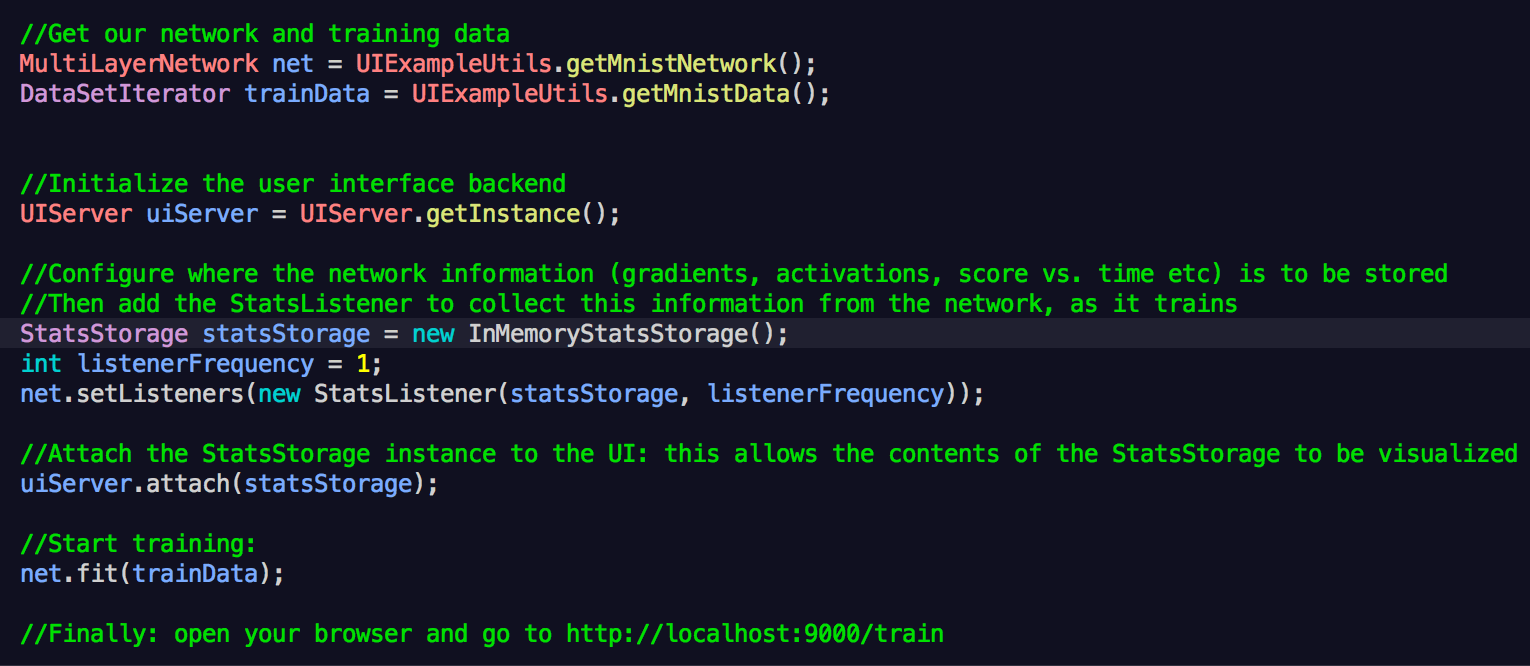 //Get our network and training data
MultiLayerNetwork net = UIExampleUtils.getMnistNetwork();
DataSetIterator trainData = UIExampleUtils.getMnistData();
//Initialize the user interface backend
UIServer uiServer = UIServer.getInstance();
//Configure where the network information (gradients, activations, score vs. time etc) is to be stored
//Then add the StatsListener to collect this information from the network, as it trains
StatsStorage statsStorage = new InMemoryStatsStorage();
int listenerFrequency = 1;
net.setListeners(new StatsListener(statsStorage, listenerFrequency));
//Attach the StatsStorage instance to the UI: this allows the contents of the StatsStorage to be visualized
uiServer.attach(statsStorage);
//Start training:
net.fit(trainData);
//Finally: open your browser and go to http://localhost:9000/train